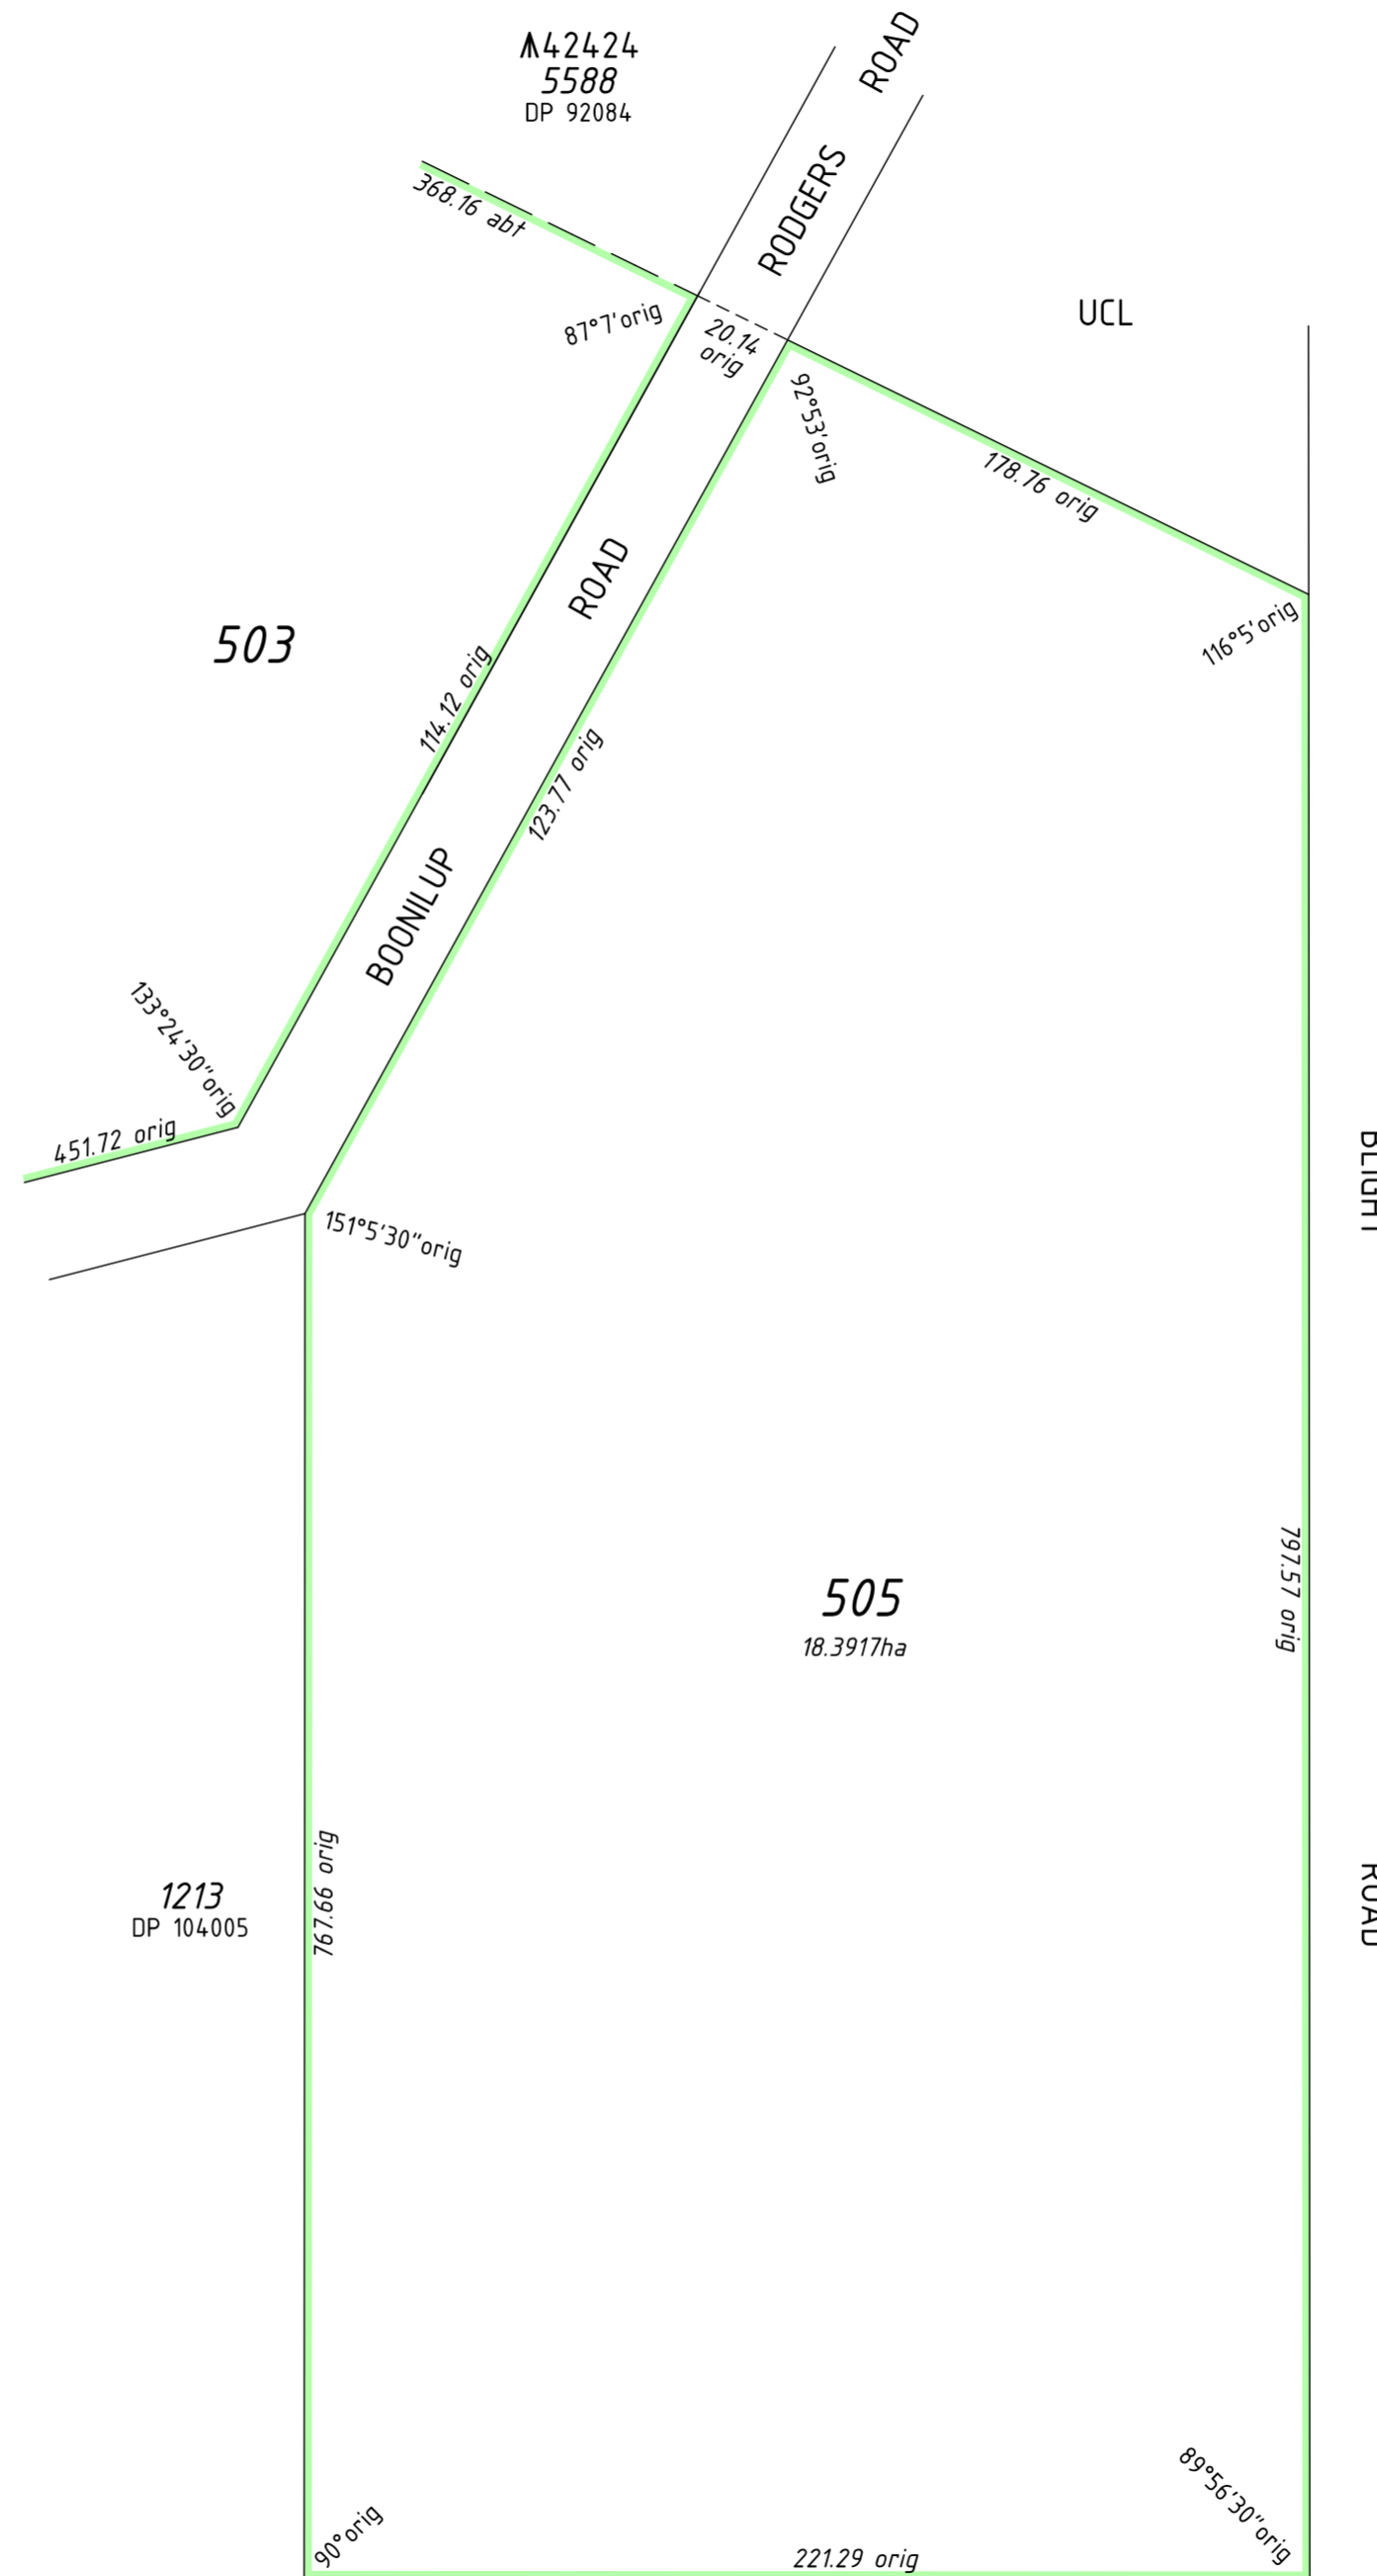 42424
5588
DP 92084
ROAD
RODGERS
368.16 abt
UCL
87°7'orig
20.14
orig
92°53'orig
178.76 orig
ROAD
116°5'orig
503
114.12 orig
123.77 orig
BOONILUP
133°24'30"orig
451.72 orig
BLIGHT
151°5'30"orig
797.57 orig
505
18.3917ha
767.66 orig
1213
DP 104005
ROAD
89°56'30"orig
90°orig
221.29 orig